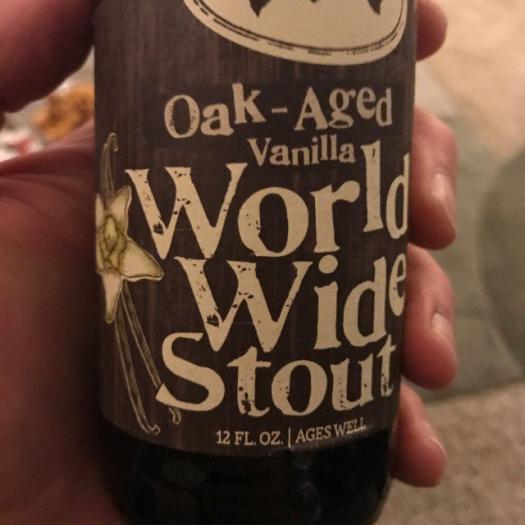 Oak-Aged
Vanilla
World
Wide
Stout
12 FL. OZ. | AGES WELL